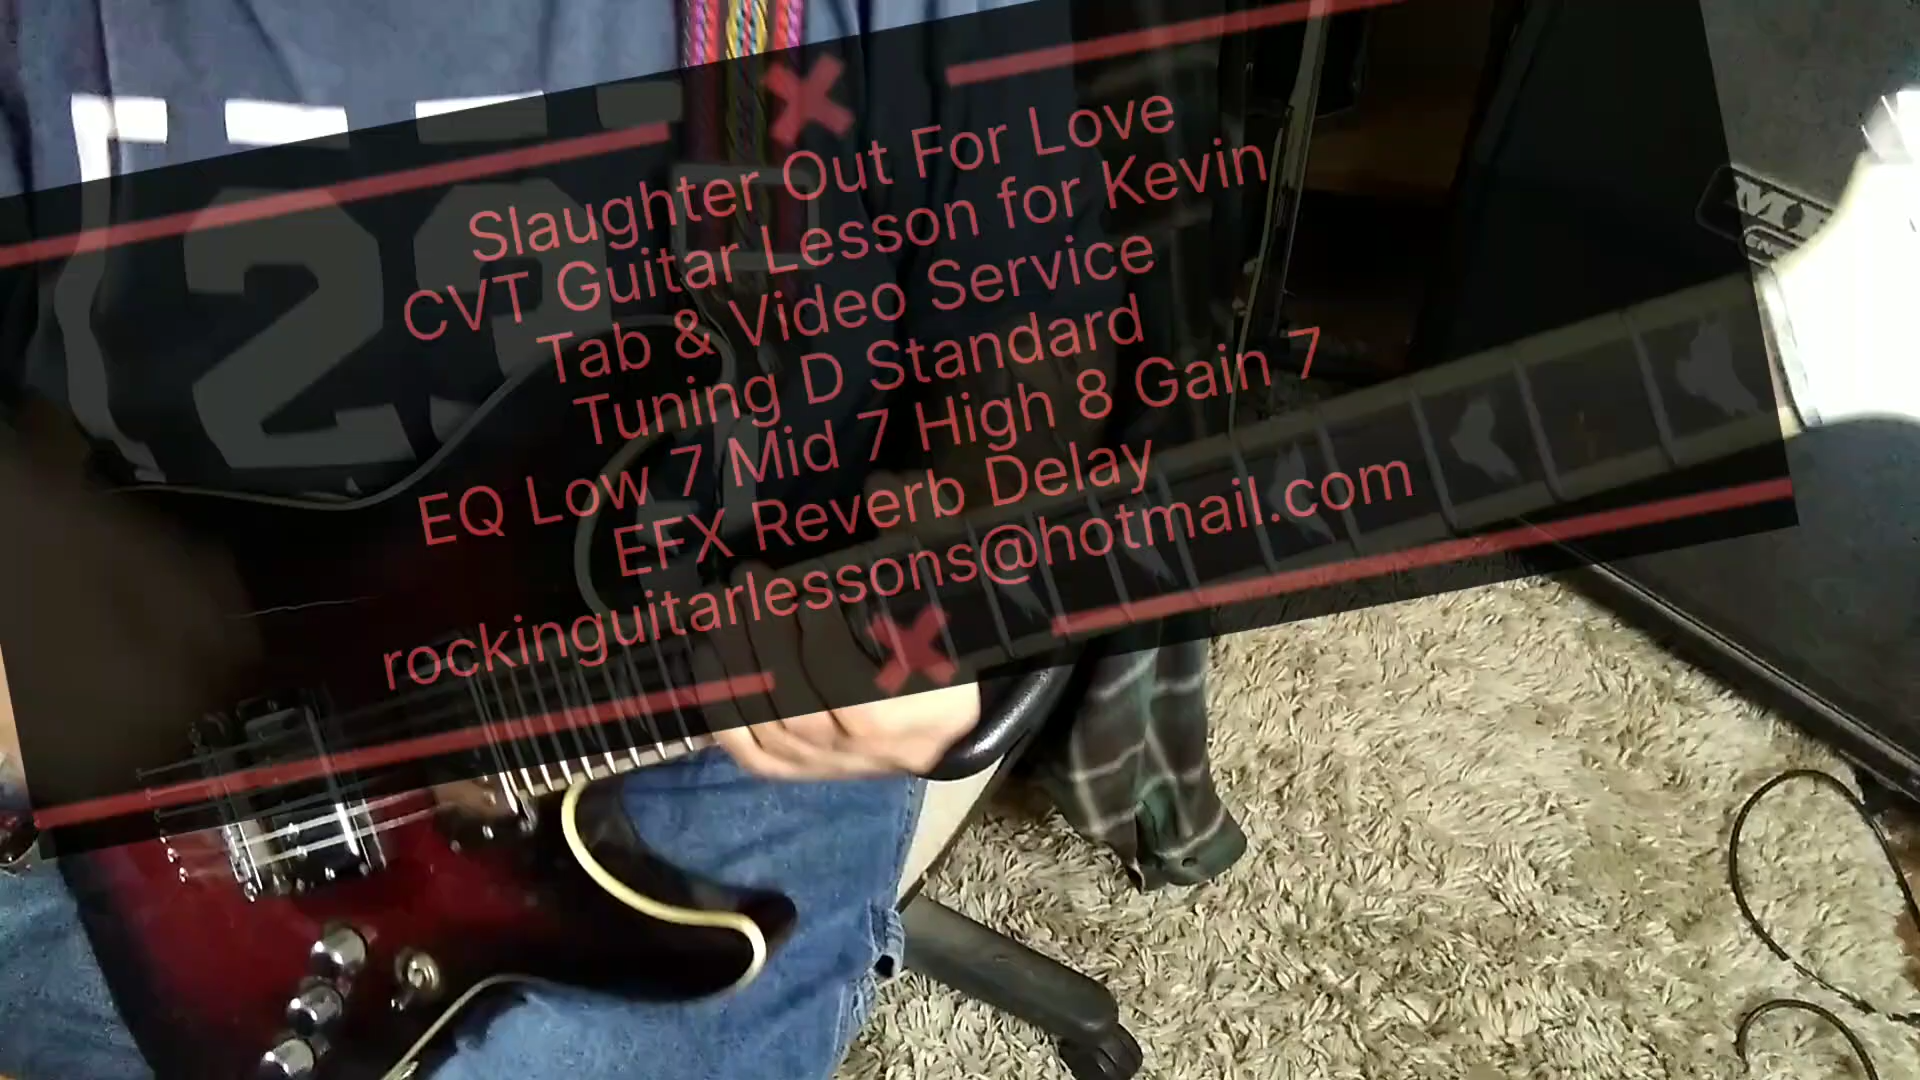 Slaughter Out For Love
CVT Guitar Lesson for Kevin
Tab & Video Service
Tuning D Standard
EQ Low 7 Mid 7 High 8 Gain 7
EFX Reverb Delay
rockinguitarlessons@hotmail.com
23